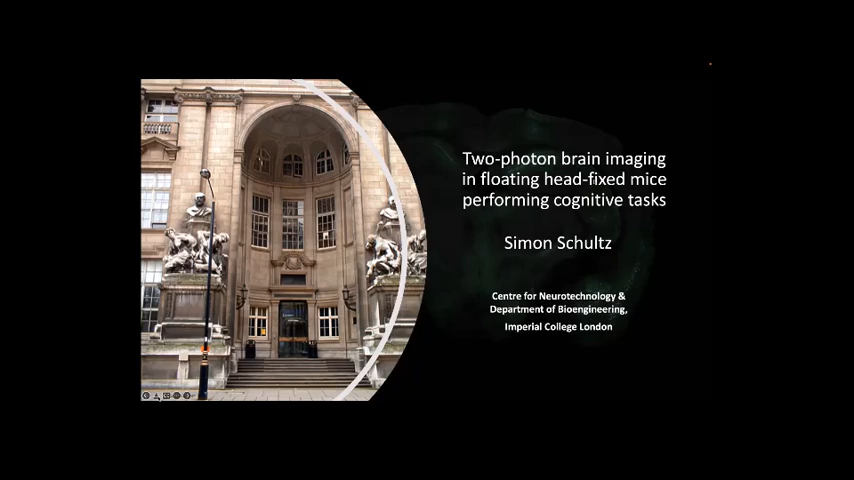 Two-photon brain imaging
in floating head-fixed mice
performing cognitive tasks
Simon Schultz
Centre for Neurotechnology &
Department of Bioengineering,
Imperial College London